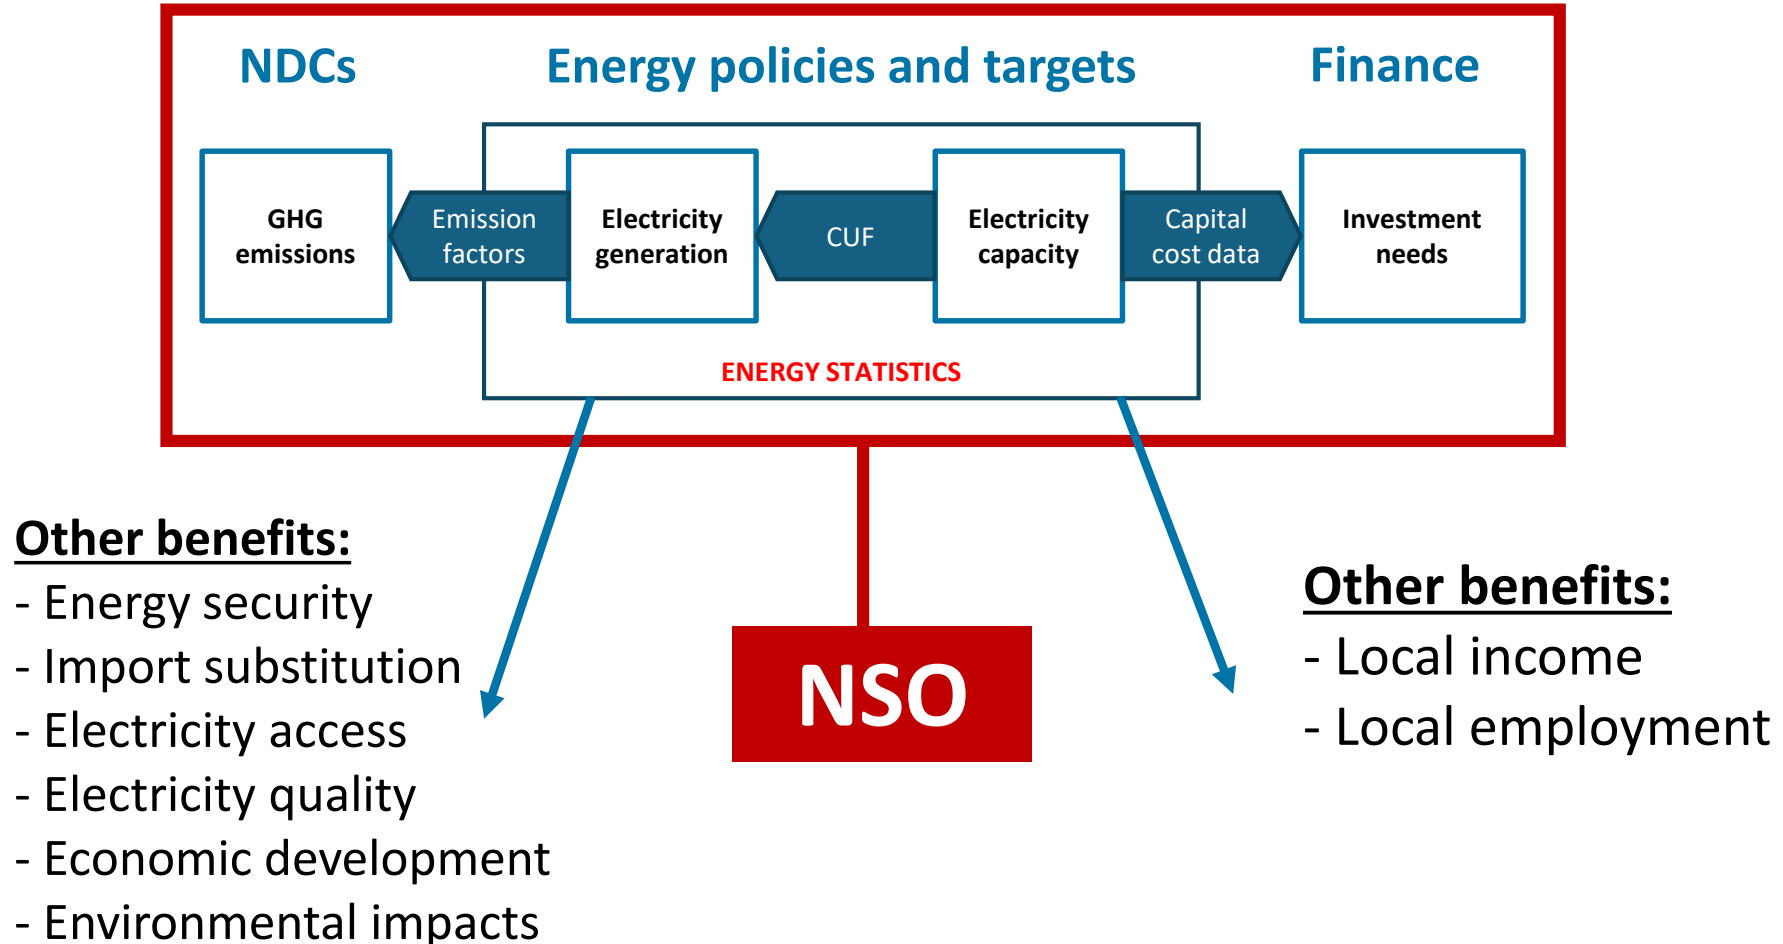 NDCs
Energy policies and targets
Finance
GHG
emissions
Emission
factors
Electricity
generation
CUF
Electricity
capacity
Capital
cost data
Investment
needs
ENERGY STATISTICS
Other benefits:
- Energy security
- Import substitution
- Electricity access
- Electricity quality
- Economic development
- Environmental impacts
NSO
Other benefits:
- Local income
- Local employment